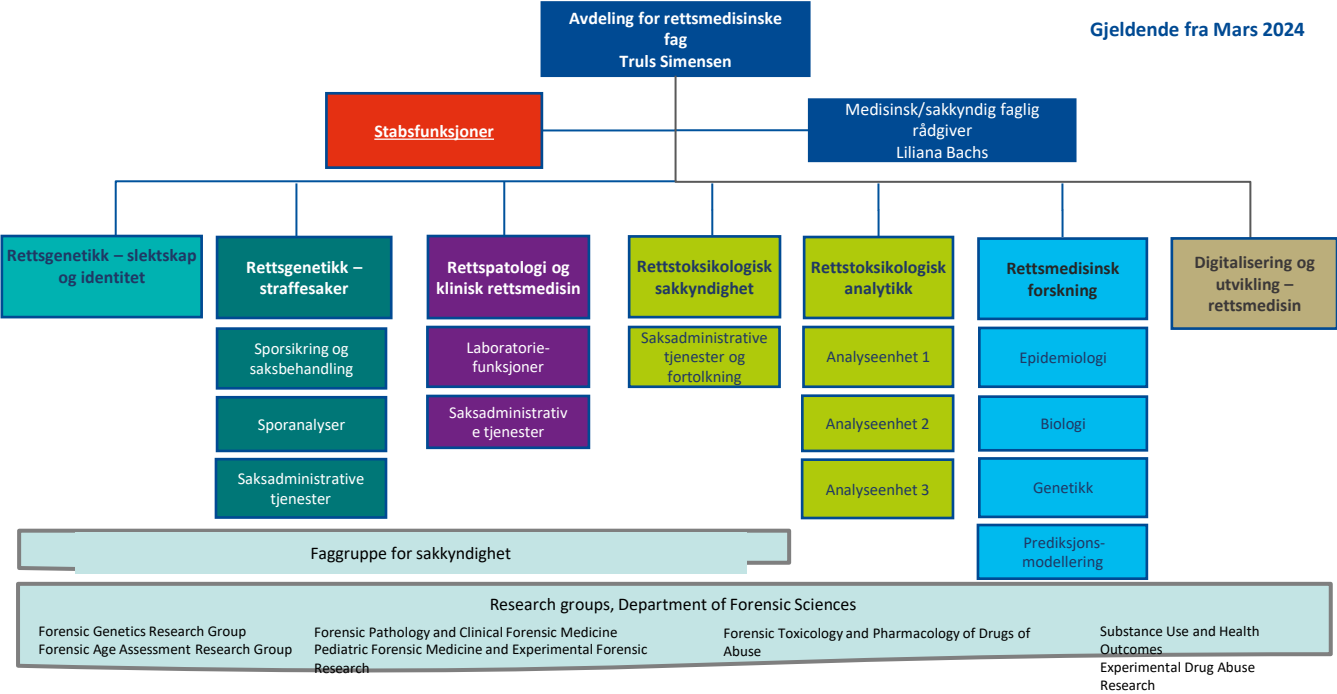 Avdeling for rettsmedisinske
fag
Truls Simensen
Gjeldende fra Mars 2024
Stabsfunksjoner
Medisinsk/sakkyndig faglig
rådgiver
Liliana Bachs
Rettsgenetikk – slektskap
og identitet
Rettsgenetikk –
straffesaker
Sporsikring og
saksbehandling
Sporanalyser
Saksadministrative
tjenester
Rettspatologi og
klinisk rettsmedisin
Laboratorie-
funksjoner
Saksadministrativ
e tjenester
Rettstoksikologisk
sakkyndighet
Saksadministrative
tjenester og
fortolkning
Rettstoksikologisk
analytikk
Analyseenhet 1
Analyseenhet 2
Analyseenhet 3
Rettsmedisinsk
forskning
Epidemiologi
Biologi
Genetikk
Prediksjons-
modellering
Digitalisering og
utvikling –
rettsmedisin
Faggruppe for sakkyndighet
Research groups, Department of Forensic Sciences
Forensic Genetics Research Group
Forensic Age Assessment Research Group
Forensic Pathology and Clinical Forensic Medicine
Pediatric Forensic Medicine and Experimental Forensic
Research
Forensic Toxicology and Pharmacology of Drugs of
Abuse
Substance Use and Health
Outcomes
Experimental Drug Abuse
Research